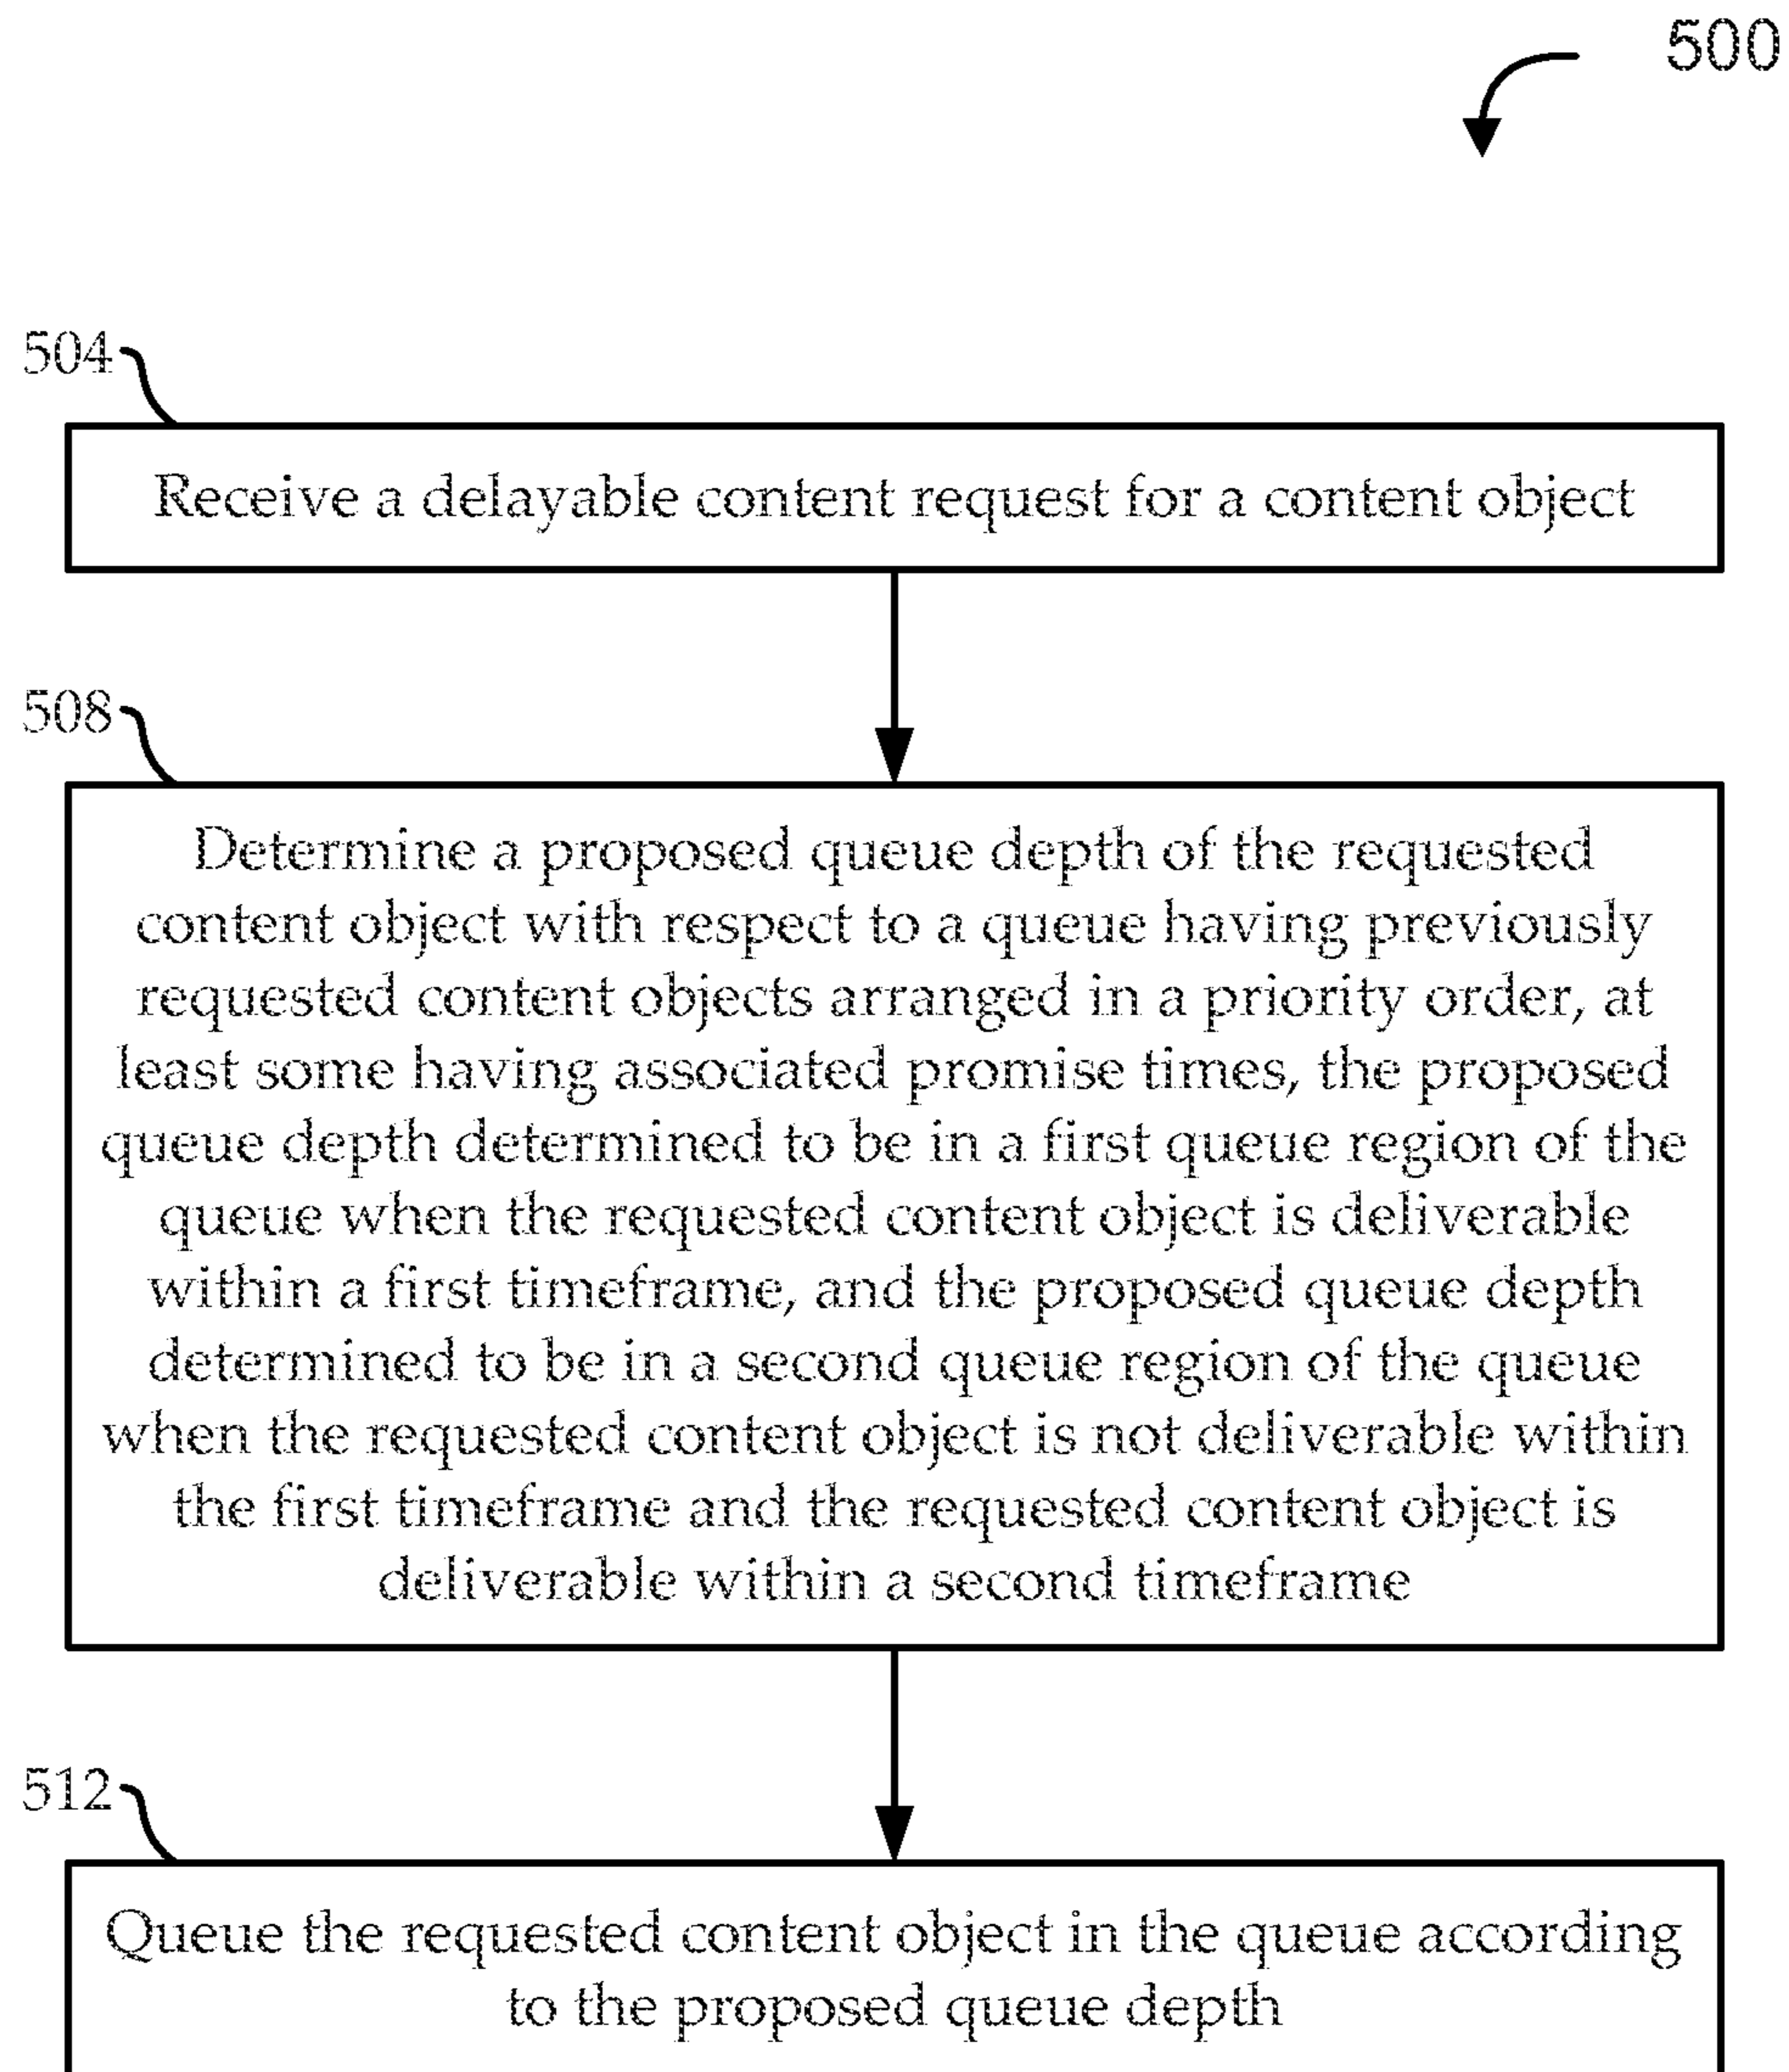 500
504
Receive a delayable content request for a content object
508
Determine a proposed queue depth of the requested
content object with respect to a queue having previously
requested content objects arranged in a priority order, at
least some having associated promise times, the proposed
queue depth determined to be in a first queue region of the
queue when the requested content object is deliverable
within a first timeframe, and the proposed queue depth
determined to be in a second queue region of the queue
when the requested content object is not deliverable within
the first timeframe and the requested content object is
deliverable within a second timeframe
512
Queue the requested content object in the queue according
to the proposed queue depth